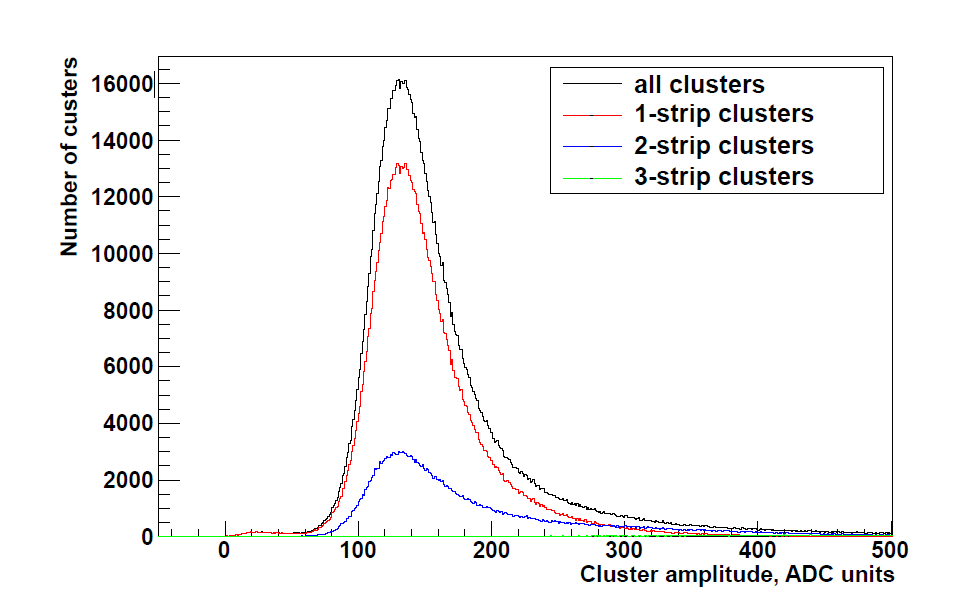 Number of custers
16000
14000
12000
10000
8000
6000
4000
2000
0
all clusters
1-strip clusters
2-strip clusters
3-strip clusters
0 100 200 300 400 500
Cluster amplitude, ADC units